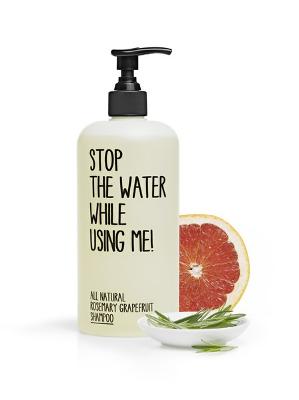 STOP
THE WATER
WHILE
USING ME!
ALL NATURAL
ROSEMARY GRAPEFRUIT
SHAMPOO